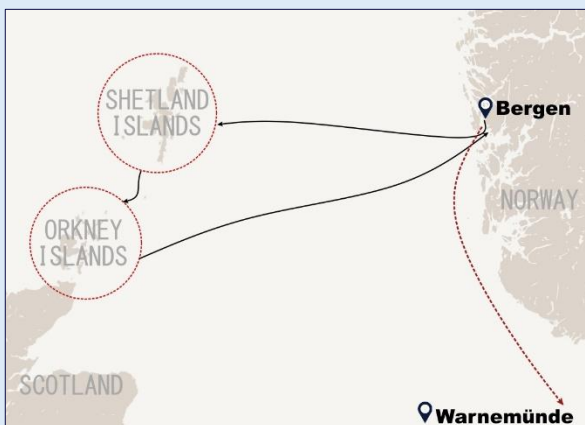 SHETLAND
ISLANDS
Bergen
NORWAY
ORKNEY
ISLANDS
SCOTLAND
Warnemünde